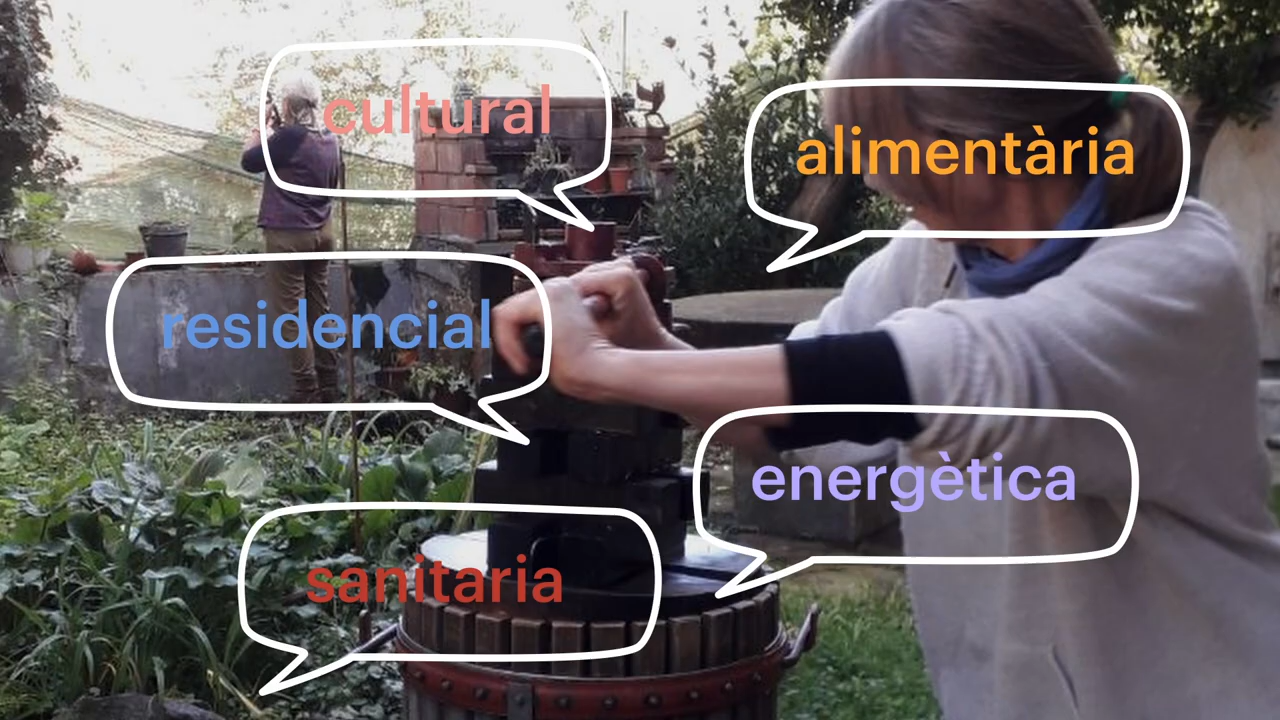 cultural
alimentària
residencial
energètica
sanitaria